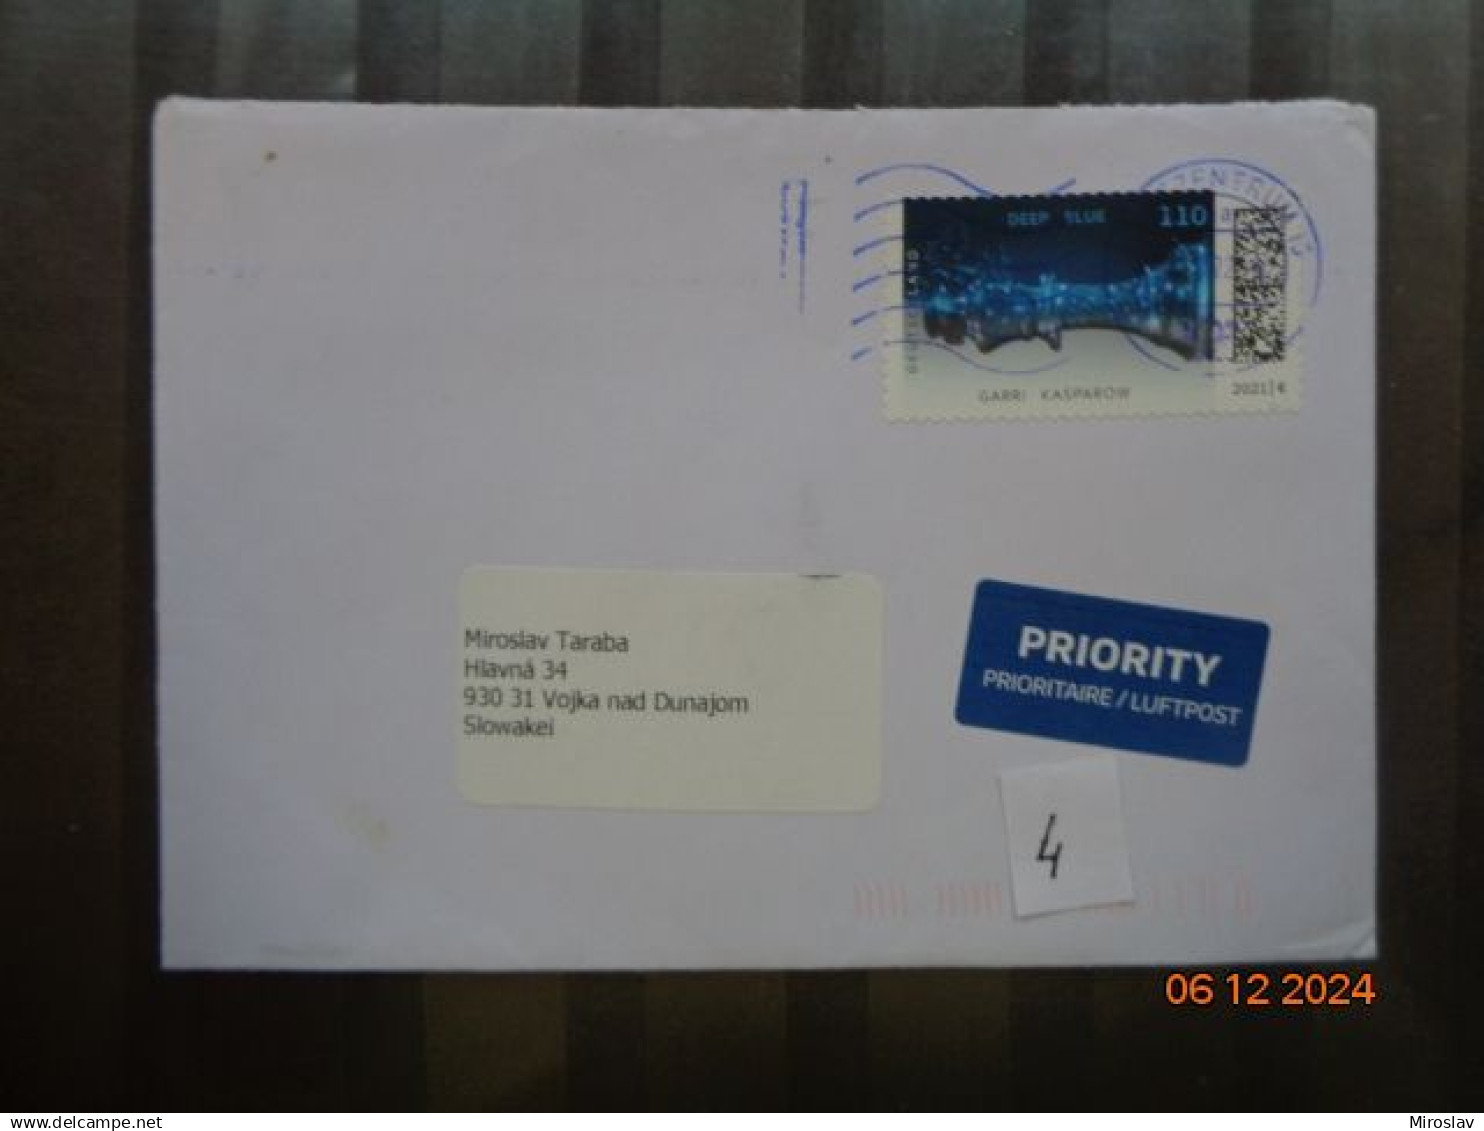 ZENTRUM
DEEP BLUE
110
GARRI KASPAROW
2021 | €
Miroslav Taraba
Hlavná 34
930 31 Vojka nad Dunajom
Slowakei
PRIORITY
PRIORITAIRE / LUFTPOST
4
06 12 2024
www.delcampe.net
Miroslav